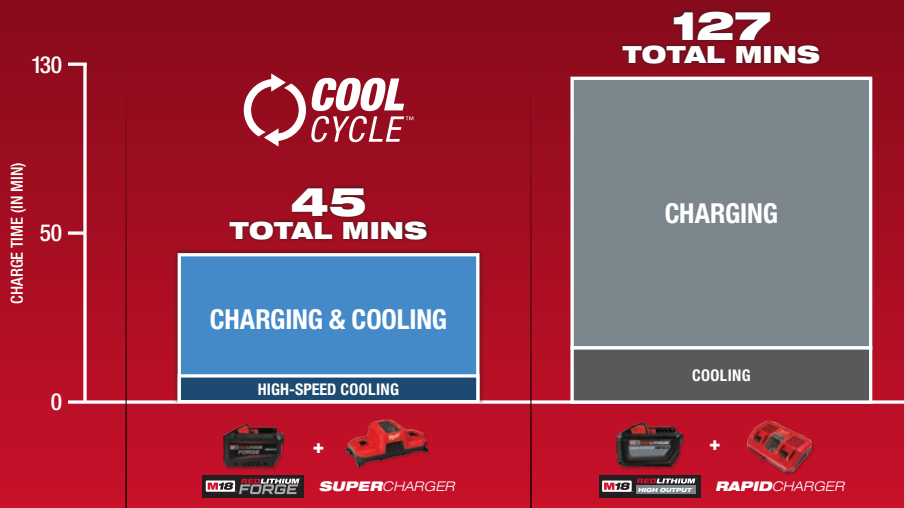 127
TOTAL MINS
130
COOL
CYCLE™
CHARGING
45
TOTAL MINS
50
CHARGE TIME (IN MIN)
CHARGING & COOLING
COOLING
HIGH-SPEED COOLING
0
+
+
M18 REDLITHIUM
FORGE
SUPERCHARGER
M18 REDLITHIUM
HIGH OUTPUT
RAPIDCHARGER